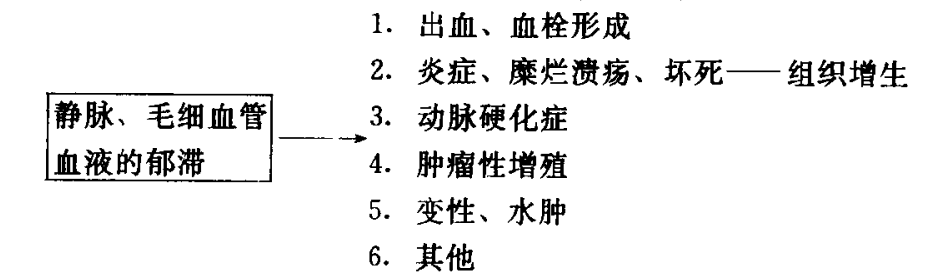 1. 出血、血栓形成
2. 炎症、糜烂溃疡、坏死——组织增生
静脉、毛细血管
血液的郁滞
3. 动脉硬化症
4. 肿瘤性增殖
5. 变性、水肿
6. 其他